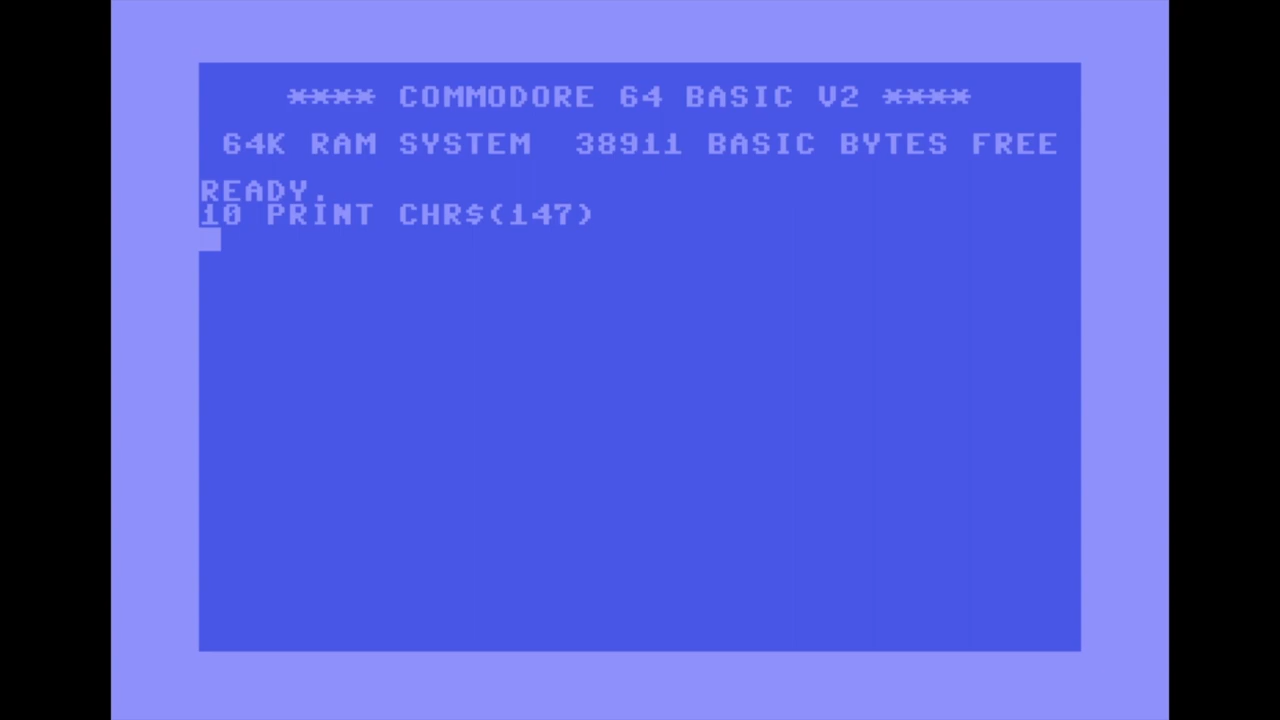 **** COMMODORE 64 BASIC V2 ****
64K RAM SYSTEM  38911 BASIC BYTES FREE
READY.
10 PRINT CHR$(147)